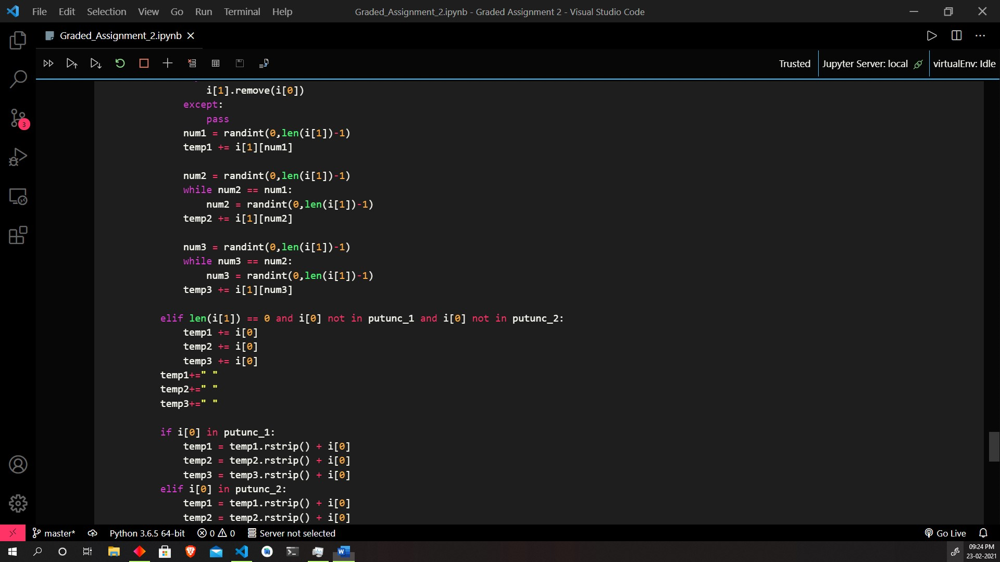 File Edit Selection View Go Run Terminal Help
Graded_Assignment_2.ipynb - Graded Assignment 2 - Visual Studio Code
Graded_Assignment_2.ipynb
Trusted
Jupyter Server: local
virtualEnv: Idle
3
i[1].remove(i[0])
except:
pass
num1 = randint(0,len(i[1])-1)
temp1 += i[1][num1]
num2 = randint(0,len(i[1])-1)
while num2 == num1:
num2 = randint(0,len(i[1])-1)
temp2 += i[1][num2]
num3 = randint(0,len(i[1])-1)
while num3 == num2:
num3 = randint(0,len(i[1])-1)
temp3 += i[1][num3]
elif len(i[1]) == 0 and i[0] not in putunc_1 and i[0] not in putunc_2:
temp1 += i[0]
temp2 += i[0]
temp3 += i[0]
temp1+=" "
temp2+=" "
temp3+=" "
if i[0] in putunc_1:
temp1 = temp1.rstrip() + i[0]
temp2 = temp2.rstrip() + i[0]
temp3 = temp3.rstrip() + i[0]
elif i[0] in putunc_2:
temp1 = temp1.rstrip() + i[0]
temp2 = temp2.rstrip() + i[0]
master* Python 3.6.5 64-bit 0 0 Server not selected Go Live
09:24 PM
23-02-2021